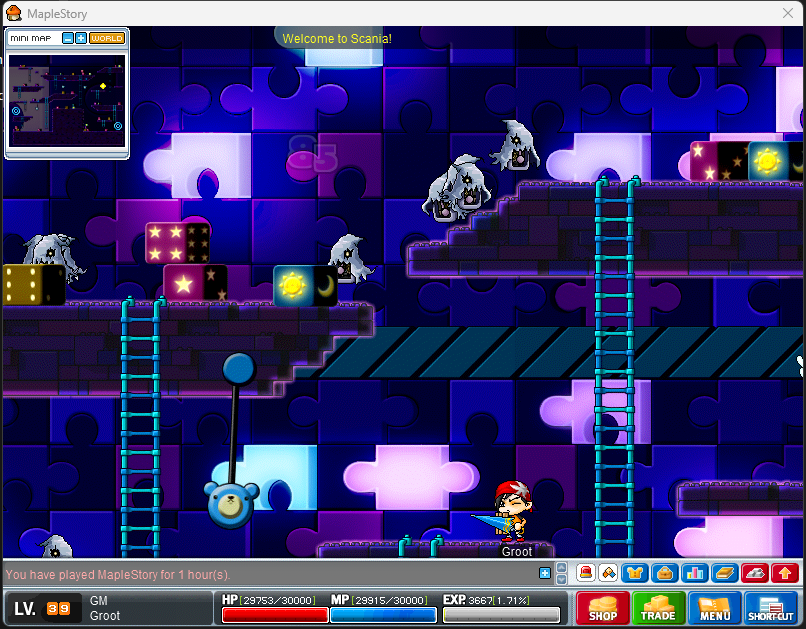 MapleStory
MINI MAP
WORLD
Welcome to Scania!
85
Groot
You have played MapleStory for 1 hour(s).
LV. 39
GM
Groot
HP[29753/30000]
MP[29915/30000]
EXP. 3667[1.71%]
SHOP
TRADE
MENU
SHORTCUT